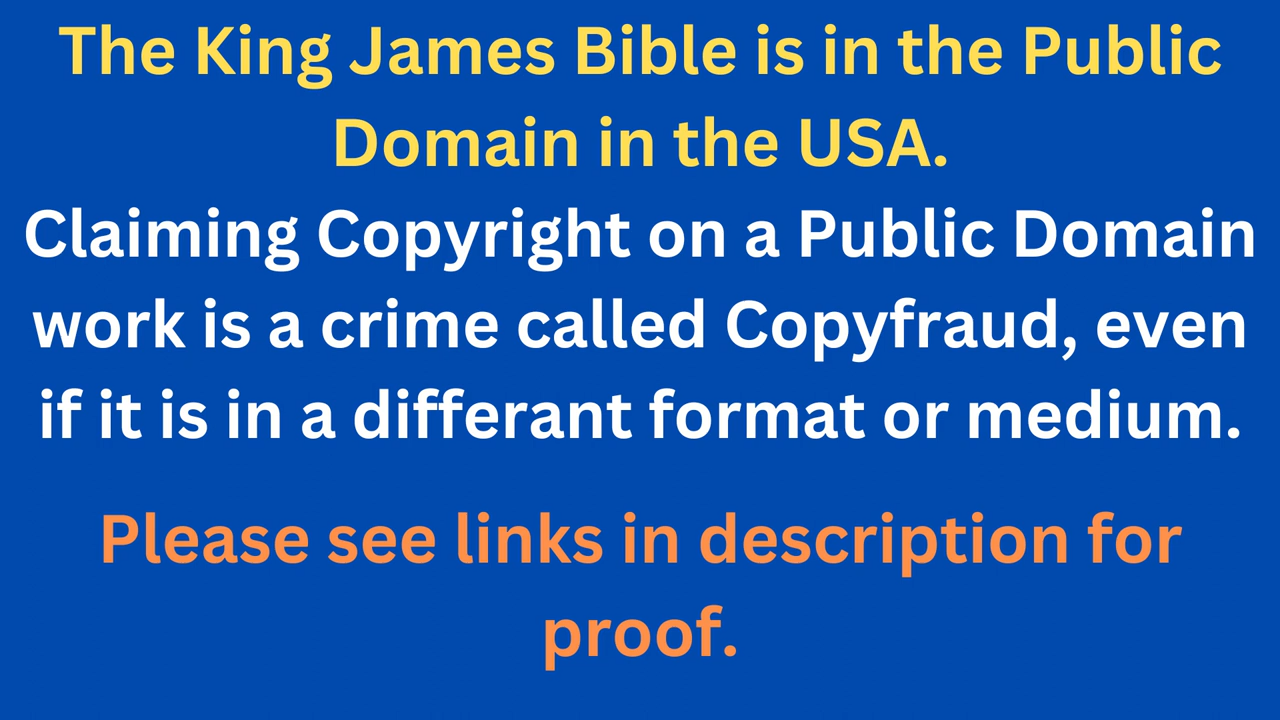 The King James Bible is in the Public
Domain in the USA.
Claiming Copyright on a Public Domain
work is a crime called Copyfraud, even
if it is in a differant format or medium.
Please see links in description for
proof.